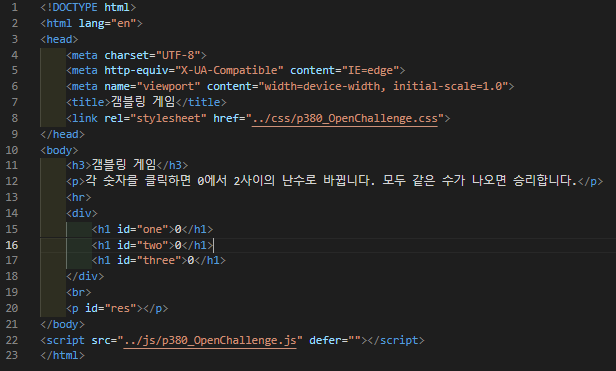 1 <!DOCTYPE html>
2 <html lang="en">
3 <head>
4 <meta charset="UTF-8">
5 <meta http-equiv="X-UA-Compatible" content="IE=edge">
6 <meta name="viewport" content="width=device-width, initial-scale=1.0">
7 <title>갬블링 게임</title>
8 <link rel="stylesheet" href="../css/p380_OpenChallenge.css">
9 </head>
10 <body>
11 <h3>갬블링 게임</h3>
12 <p>각 숫자를 클릭하면 0에서 2사이의 난수로 바뀝니다. 모두 같은 수가 나오면 승리합니다.</p>
13 <hr>
14 <div>
15 <h1 id="one">0</h1>
16 <h1 id="two">0</h1>
17 <h1 id="three">0</h1>
18 </div>
19 <br>
20 <p id="res"></p>
21 </body>
22 <script src="../js/p380_OpenChallenge.js" defer=""></script>
23 </html>